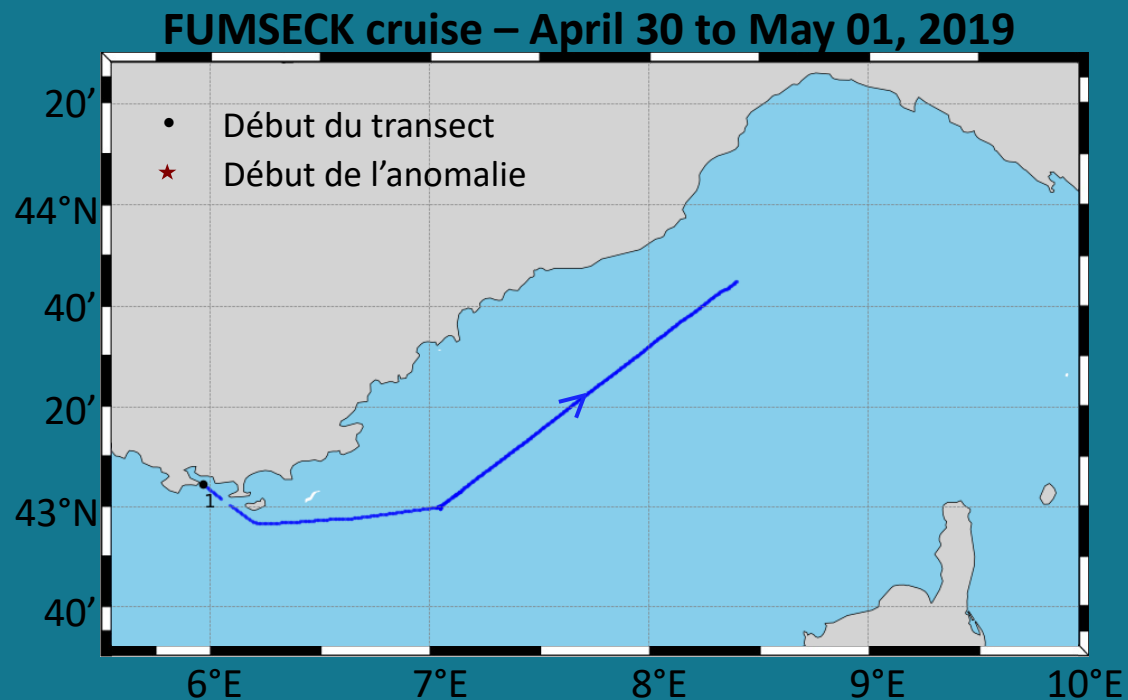 FUMSECK cruise – April 30 to May 01, 2019
20’
• Début du transect
★ Début de l’anomalie
44°N
40’
20’
1
43°N
40’
6°E 7°E 8°E 9°E 10°E